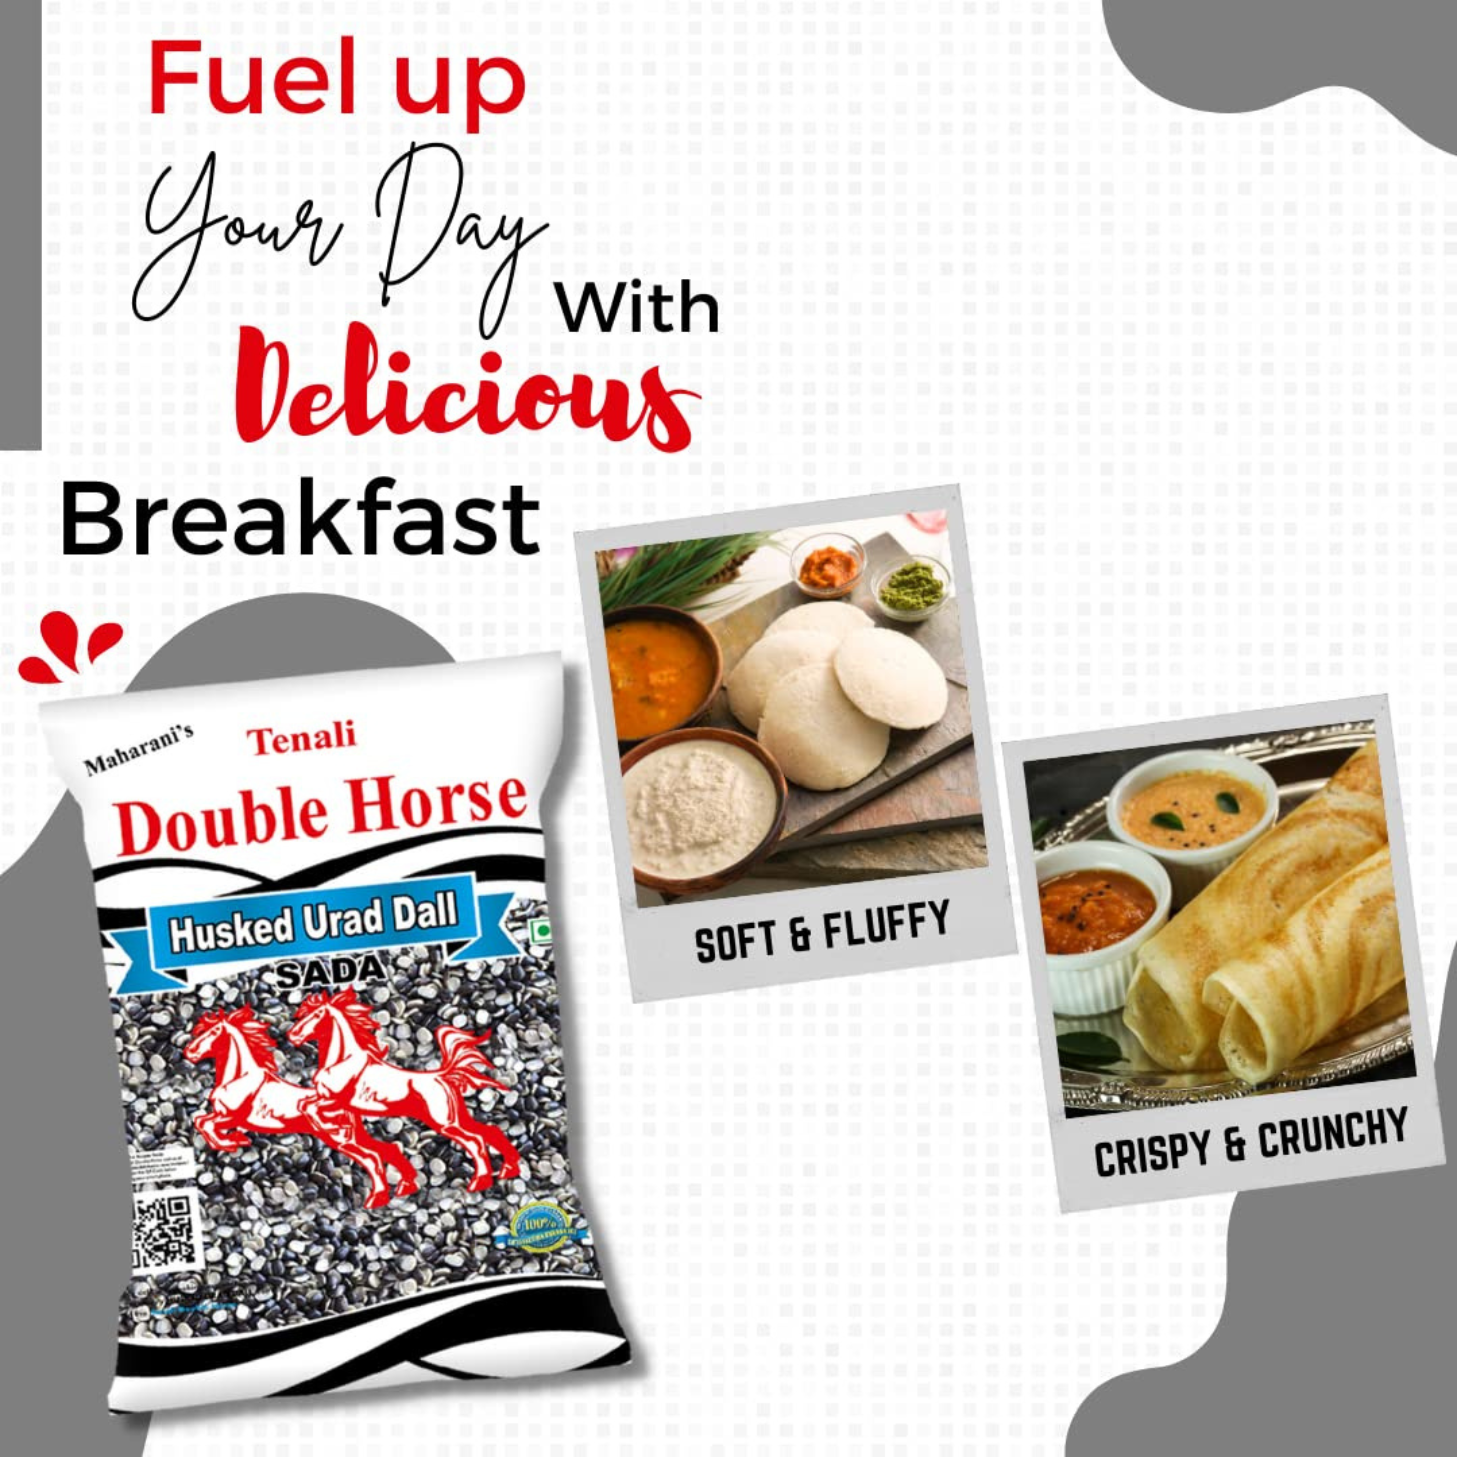 Fuel up
Your Day
With
Delicious
Breakfast
Maharani's
Tenali
Double Horse
Husked Urad Dall
SADA
100%
SOFT & FLUFFY
CRISPY & CRUNCHY